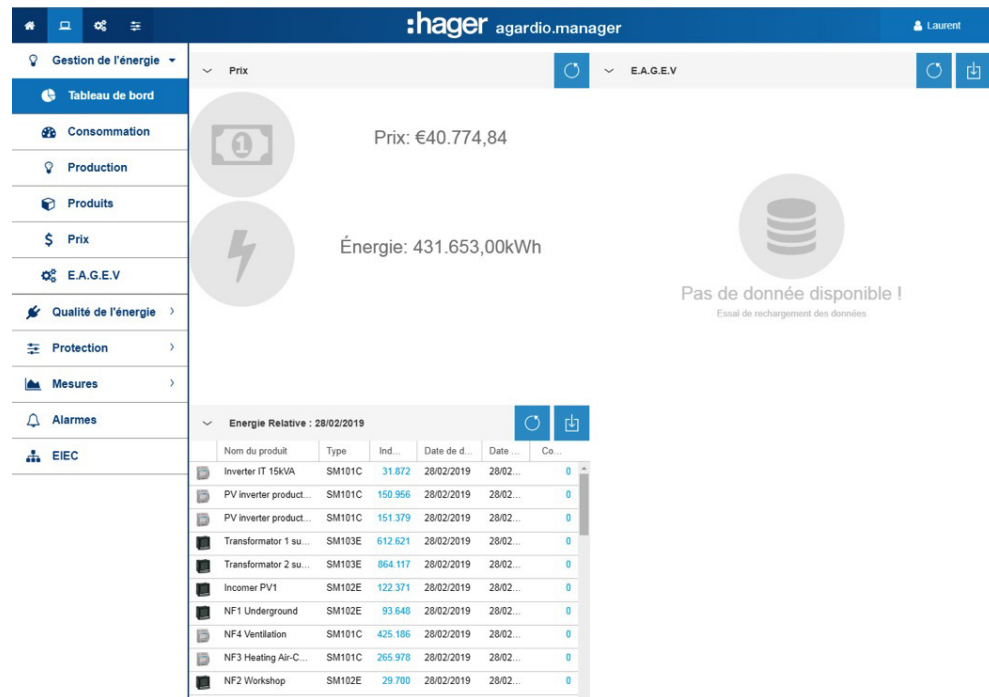 :hager agardio.manager
Laurent
Gestion de l'énergie
Tableau de bord
Consommation
Production
Produits
Prix
E.A.G.E.V
Qualité de l'énergie
Protection
Mesures
Alarmes
EIEC
Prix
1
Prix: €40.774,84
Énergie: 431.653,00kWh
E.A.G.E.V
Pas de donnée disponible !
Essai de rechargement des données
Energie Relative : 28/02/2019
Nom du produit Type Ind... Date de d... Date ... Co...
Inverter IT 15kVA SM101C 31.872 28/02/2019 28/02... 0
PV inverter product... SM101C 150.956 28/02/2019 28/02... 0
PV inverter product... SM101C 151.379 28/02/2019 28/02... 0
Transformator 1 su... SM103E 612.621 28/02/2019 28/02... 0
Transformator 2 su... SM103E 864.117 28/02/2019 28/02... 0
Incomer PV1 SM102E 122.371 28/02/2019 28/02... 0
NF1 Underground SM102E 93.648 28/02/2019 28/02... 0
NF4 Ventilation SM101C 425.186 28/02/2019 28/02... 0
NF3 Heating Air-C... SM101C 265.978 28/02/2019 28/02... 0
NF2 Workshop SM102E 29.700 28/02/2019 28/02... 0